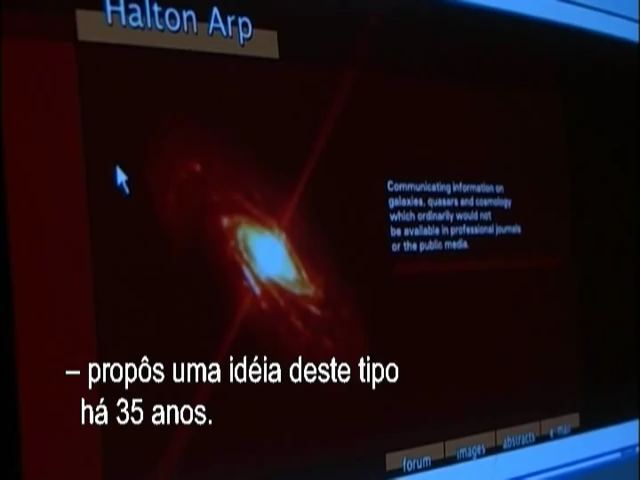 Halton Arp
Communicating information on
galaxies, quasars and cosmology
which ordinarily would not
be available in professional journals
or the public media.
– propôs uma idéia deste tipo
há 35 anos.
forum images abstracts e-mail